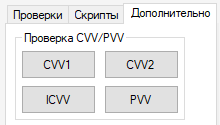 Проверки Скрипты Дополнительно
Проверка CVV/PVV
CVV1 CVV2
ICVV PVV